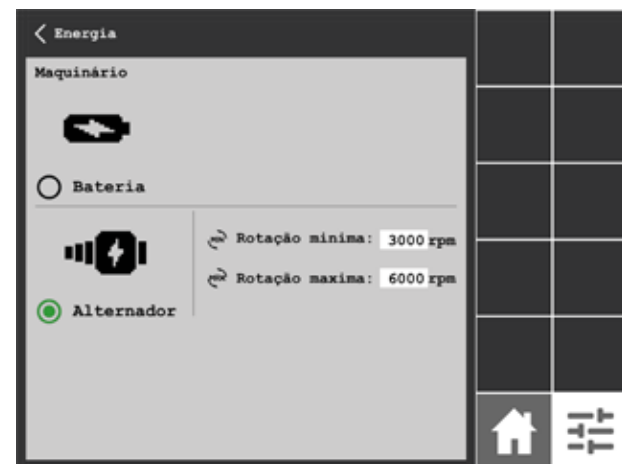 Energia
Maquinário
Bateria
Rotação minima: 3000 rpm
Rotação maxima: 6000 rpm
Alternador